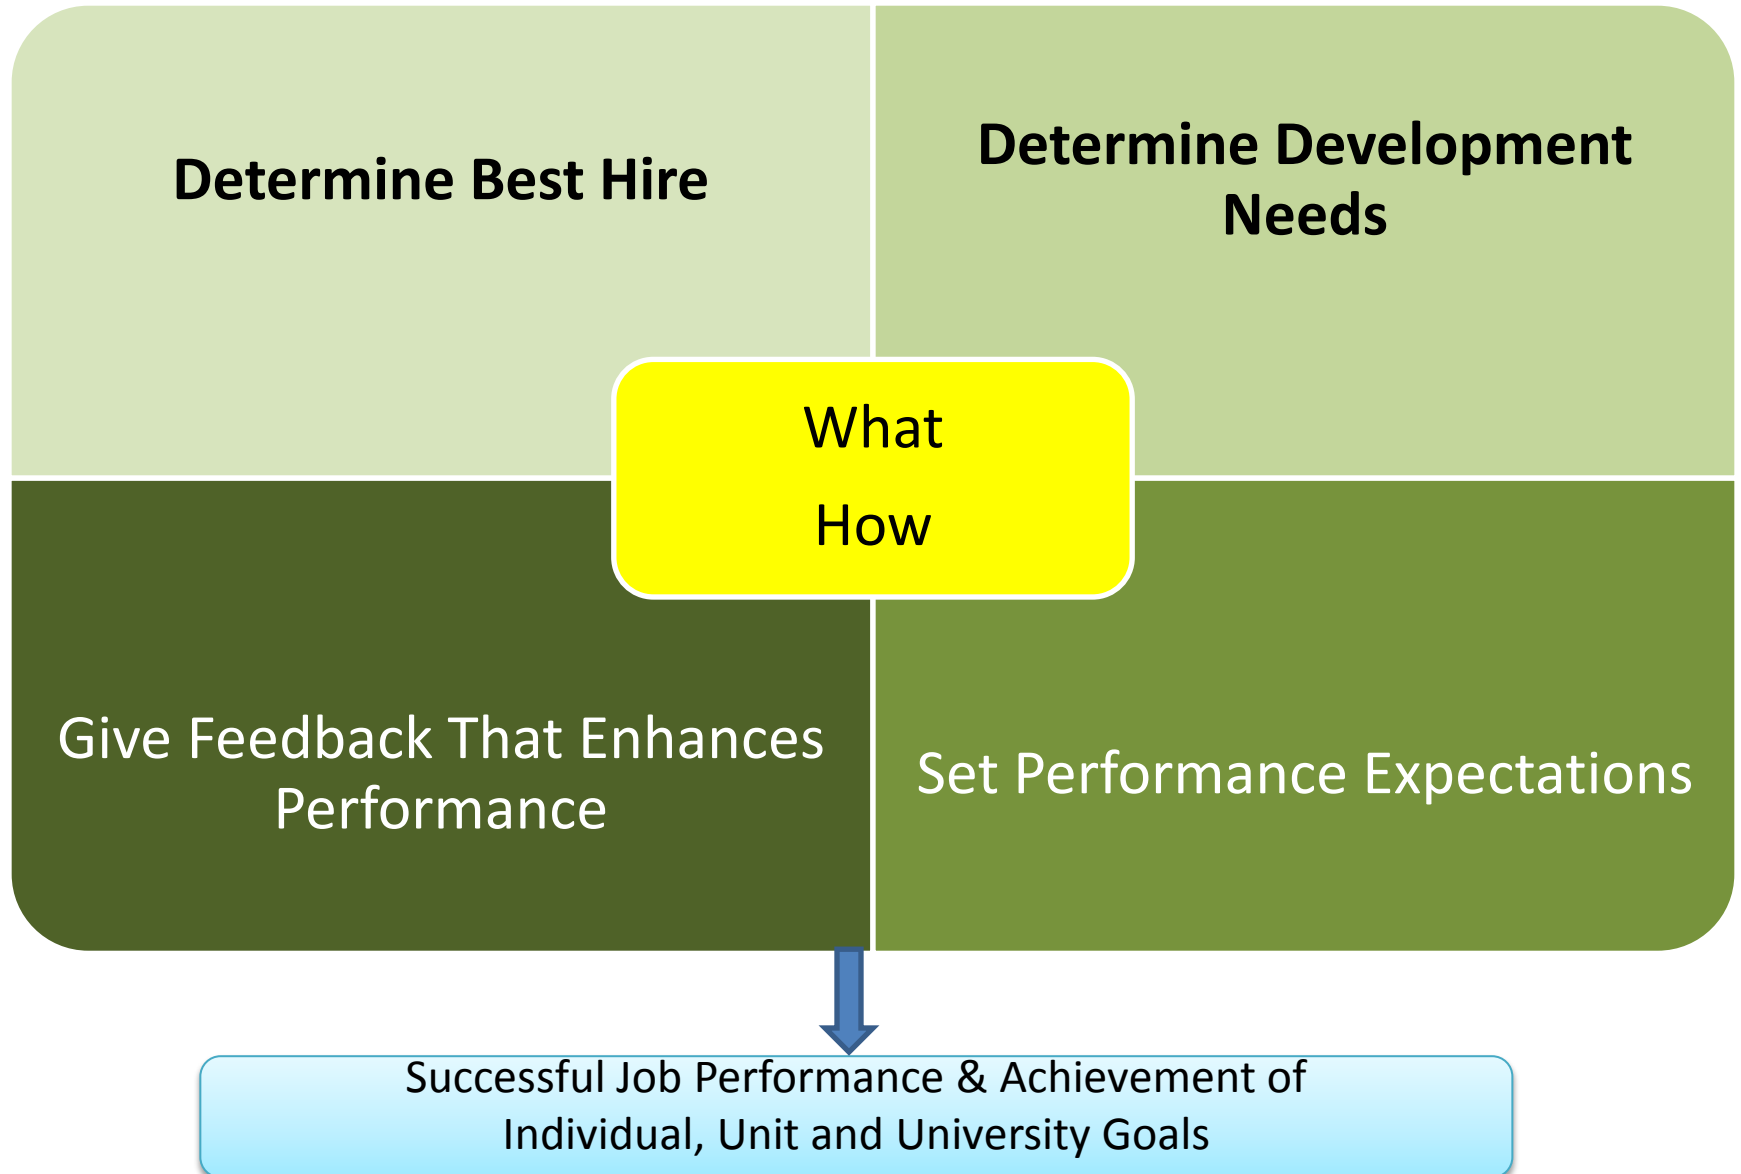 Determine Best Hire
Determine Development
Needs
What
How
Give Feedback That Enhances
Performance
Set Performance Expectations
Successful Job Performance & Achievement of
Individual, Unit and University Goals